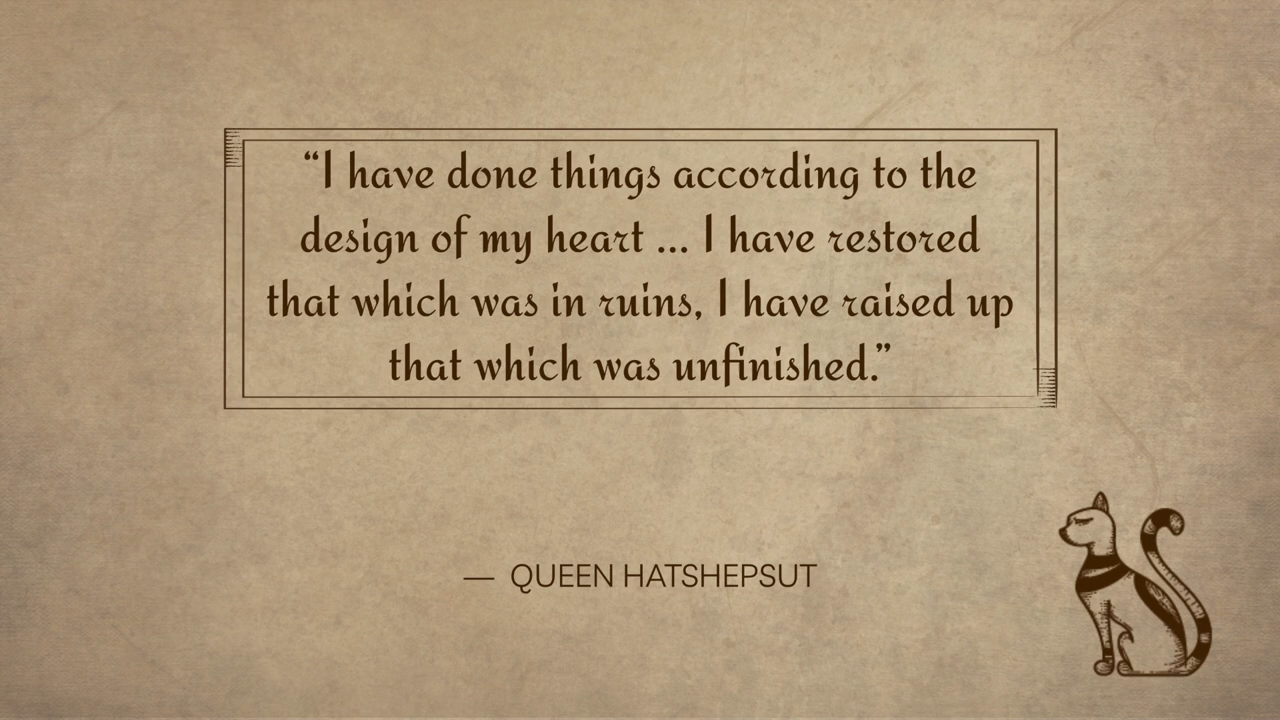 “I have done things according to the
design of my heart ... I have restored
that which was in ruins, I have raised up
that which was unfinished.”
— QUEEN HATSHEPSUT